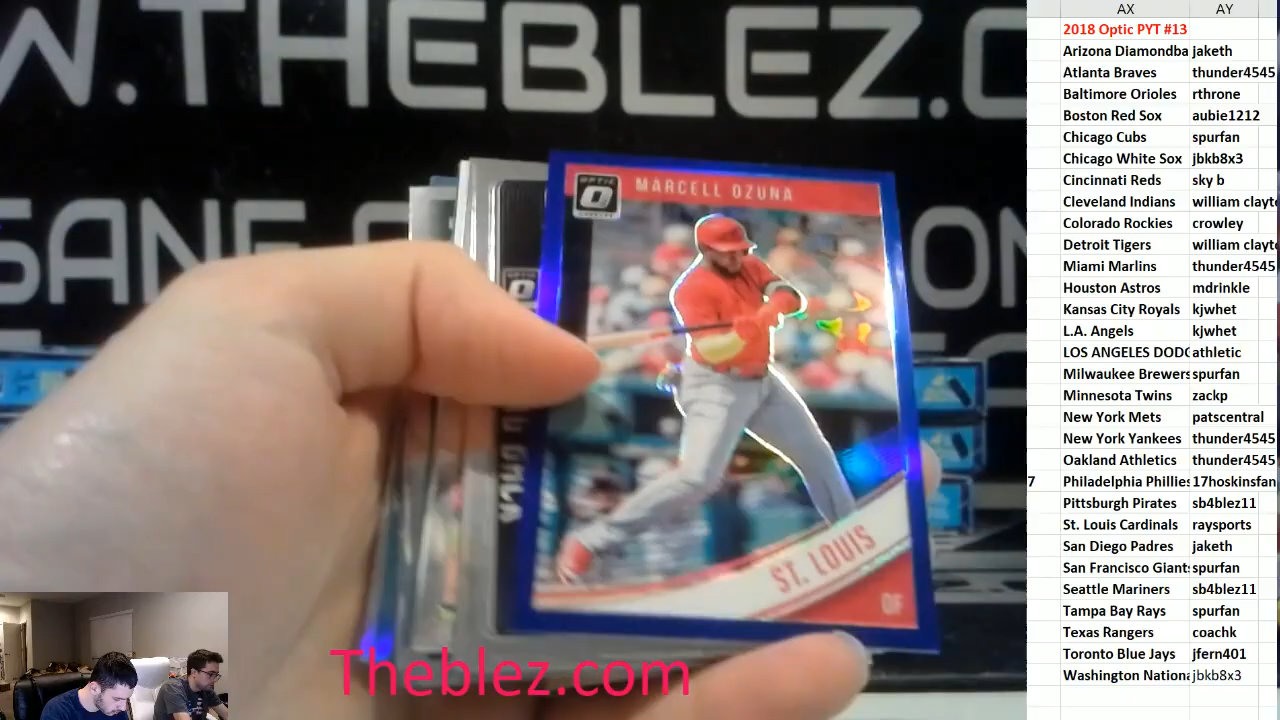 W.THEBLEZ.C
SANE
OPTIC
MARCELL OZUNA
ST. LOUIS
OF
Theblez.com
AX AY
2018 Optic PYT #13
Arizona Diamondba jaketh
Atlanta Braves thunder4545
Baltimore Orioles rthrone
Boston Red Sox aubie1212
Chicago Cubs spurfan
Chicago White Sox jbkb8x3
Cincinnati Reds sky b
Cleveland Indians william clayt
Colorado Rockies crowley
Detroit Tigers william clayt
Miami Marlins thunder4545
Houston Astros mdrinkle
Kansas City Royals kjwhet
L.A. Angels kjwhet
LOS ANGELES DODG athletic
Milwaukee Brewers spurfan
Minnesota Twins zackp
New York Mets patscentral
New York Yankees thunder4545
Oakland Athletics thunder4545
7 Philadelphia Phillies 17hoskinsfan
Pittsburgh Pirates sb4blez11
St. Louis Cardinals raysports
San Diego Padres jaketh
San Francisco Giants spurfan
Seattle Mariners sb4blez11
Tampa Bay Rays spurfan
Texas Rangers coachk
Toronto Blue Jays jfern401
Washington Nationa jbkb8x3